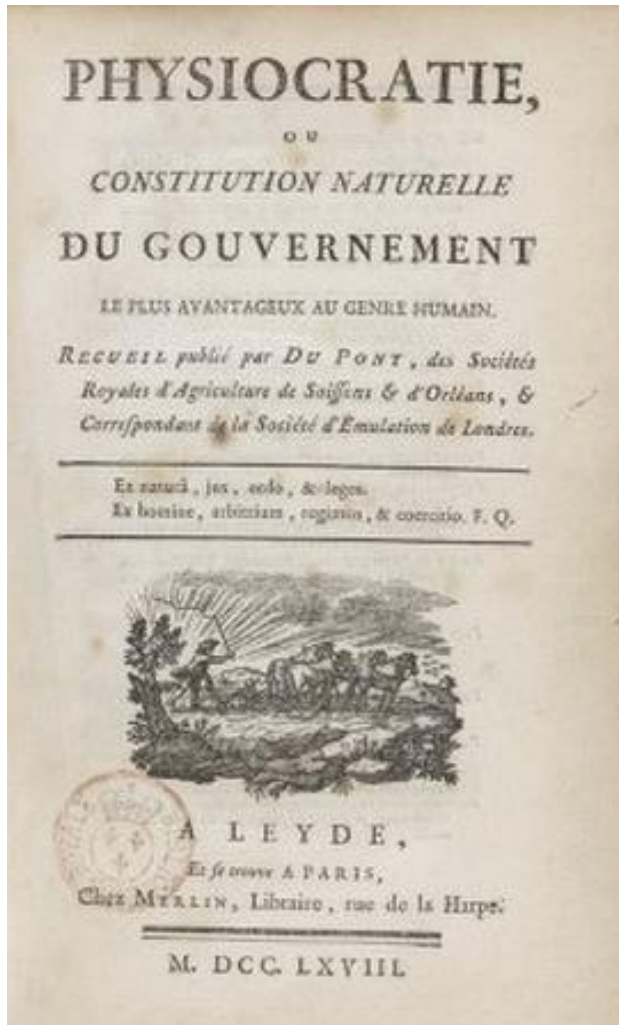 PHYSIOCRATIE,
OU
CONSTITUTION NATURELLE
DU GOUVERNEMENT
LE PLUS AVANTAGEUX AU GENRE HUMAIN.
RECUEIL publié par DU PONT, des Sociétés
Royales d'Agriculture de Soissons & d'Orléans, &
Correspondant de la Société d'Emulation de Londres.
Ex naturâ, jus, ordo, & leges.
Ex homine, arbitrium, regimen, & coercitio. F. Q.
A LEYDE,
Et se trouve A PARIS,
Chez MERLIN, Libraire, rue de la Harpe.
M. DCC. LXVIII.